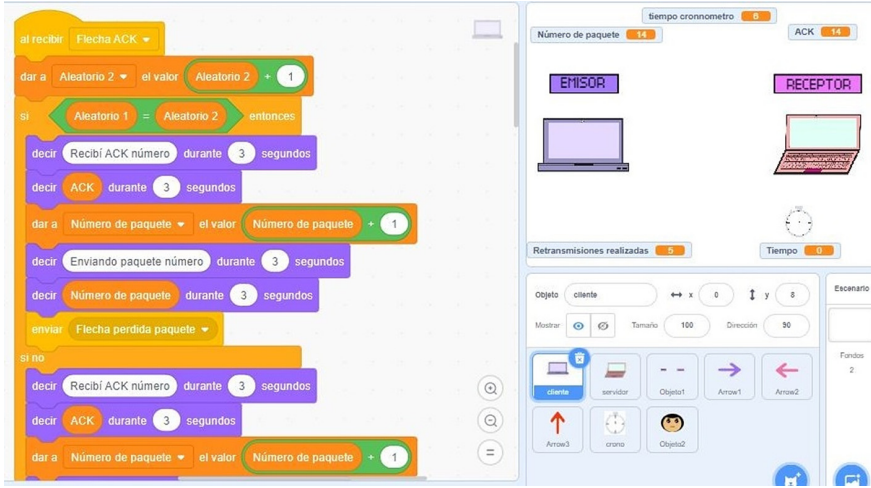 al recibir Flecha ACK
dar a Aleatorio 2 el valor Aleatorio 2 + 1
si Aleatorio 1 = Aleatorio 2 entonces
decir Recibí ACK número durante 3 segundos
decir ACK durante 3 segundos
dar a Número de paquete el valor Número de paquete + 1
decir Enviando paquete número durante 3 segundos
decir Número de paquete durante 3 segundos
enviar Flecha perdida paquete
si no
decir Recibí ACK número durante 3 segundos
decir ACK durante 3 segundos
dar a Número de paquete el valor Número de paquete + 1
tiempo cronnometro 6
Número de paquete 14
ACK 14
EMISOR
RECEPTOR
Retransmisiones realizadas 5
Tiempo 0
Objeto cliente x 0 y 8
Mostrar Tamaño 100 Dirección 90
cliente servidor Objeto1 Arrow1 Arrow2
Arrow3 crono Objeto2
Escenario
Fondos
2